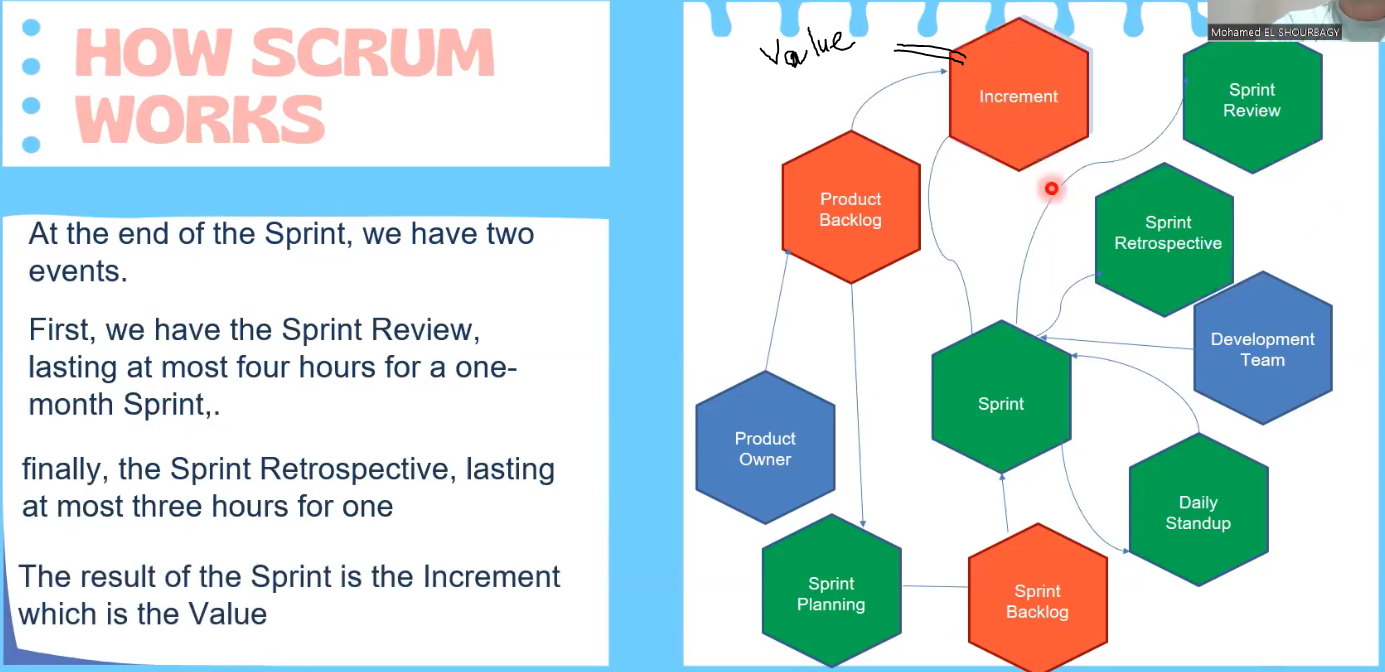 HOW SCRUM
WORKS
At the end of the Sprint, we have two
events.
First, we have the Sprint Review,
lasting at most four hours for a one-
month Sprint,.
finally, the Sprint Retrospective, lasting
at most three hours for one
The result of the Sprint is the Increment
which is the Value
value
Mohamed EL SHOURBAGY
Increment
Sprint
Review
Product
Backlog
Sprint
Retrospective
Development
Team
Sprint
Product
Owner
Daily
Standup
Sprint
Planning
Sprint
Backlog